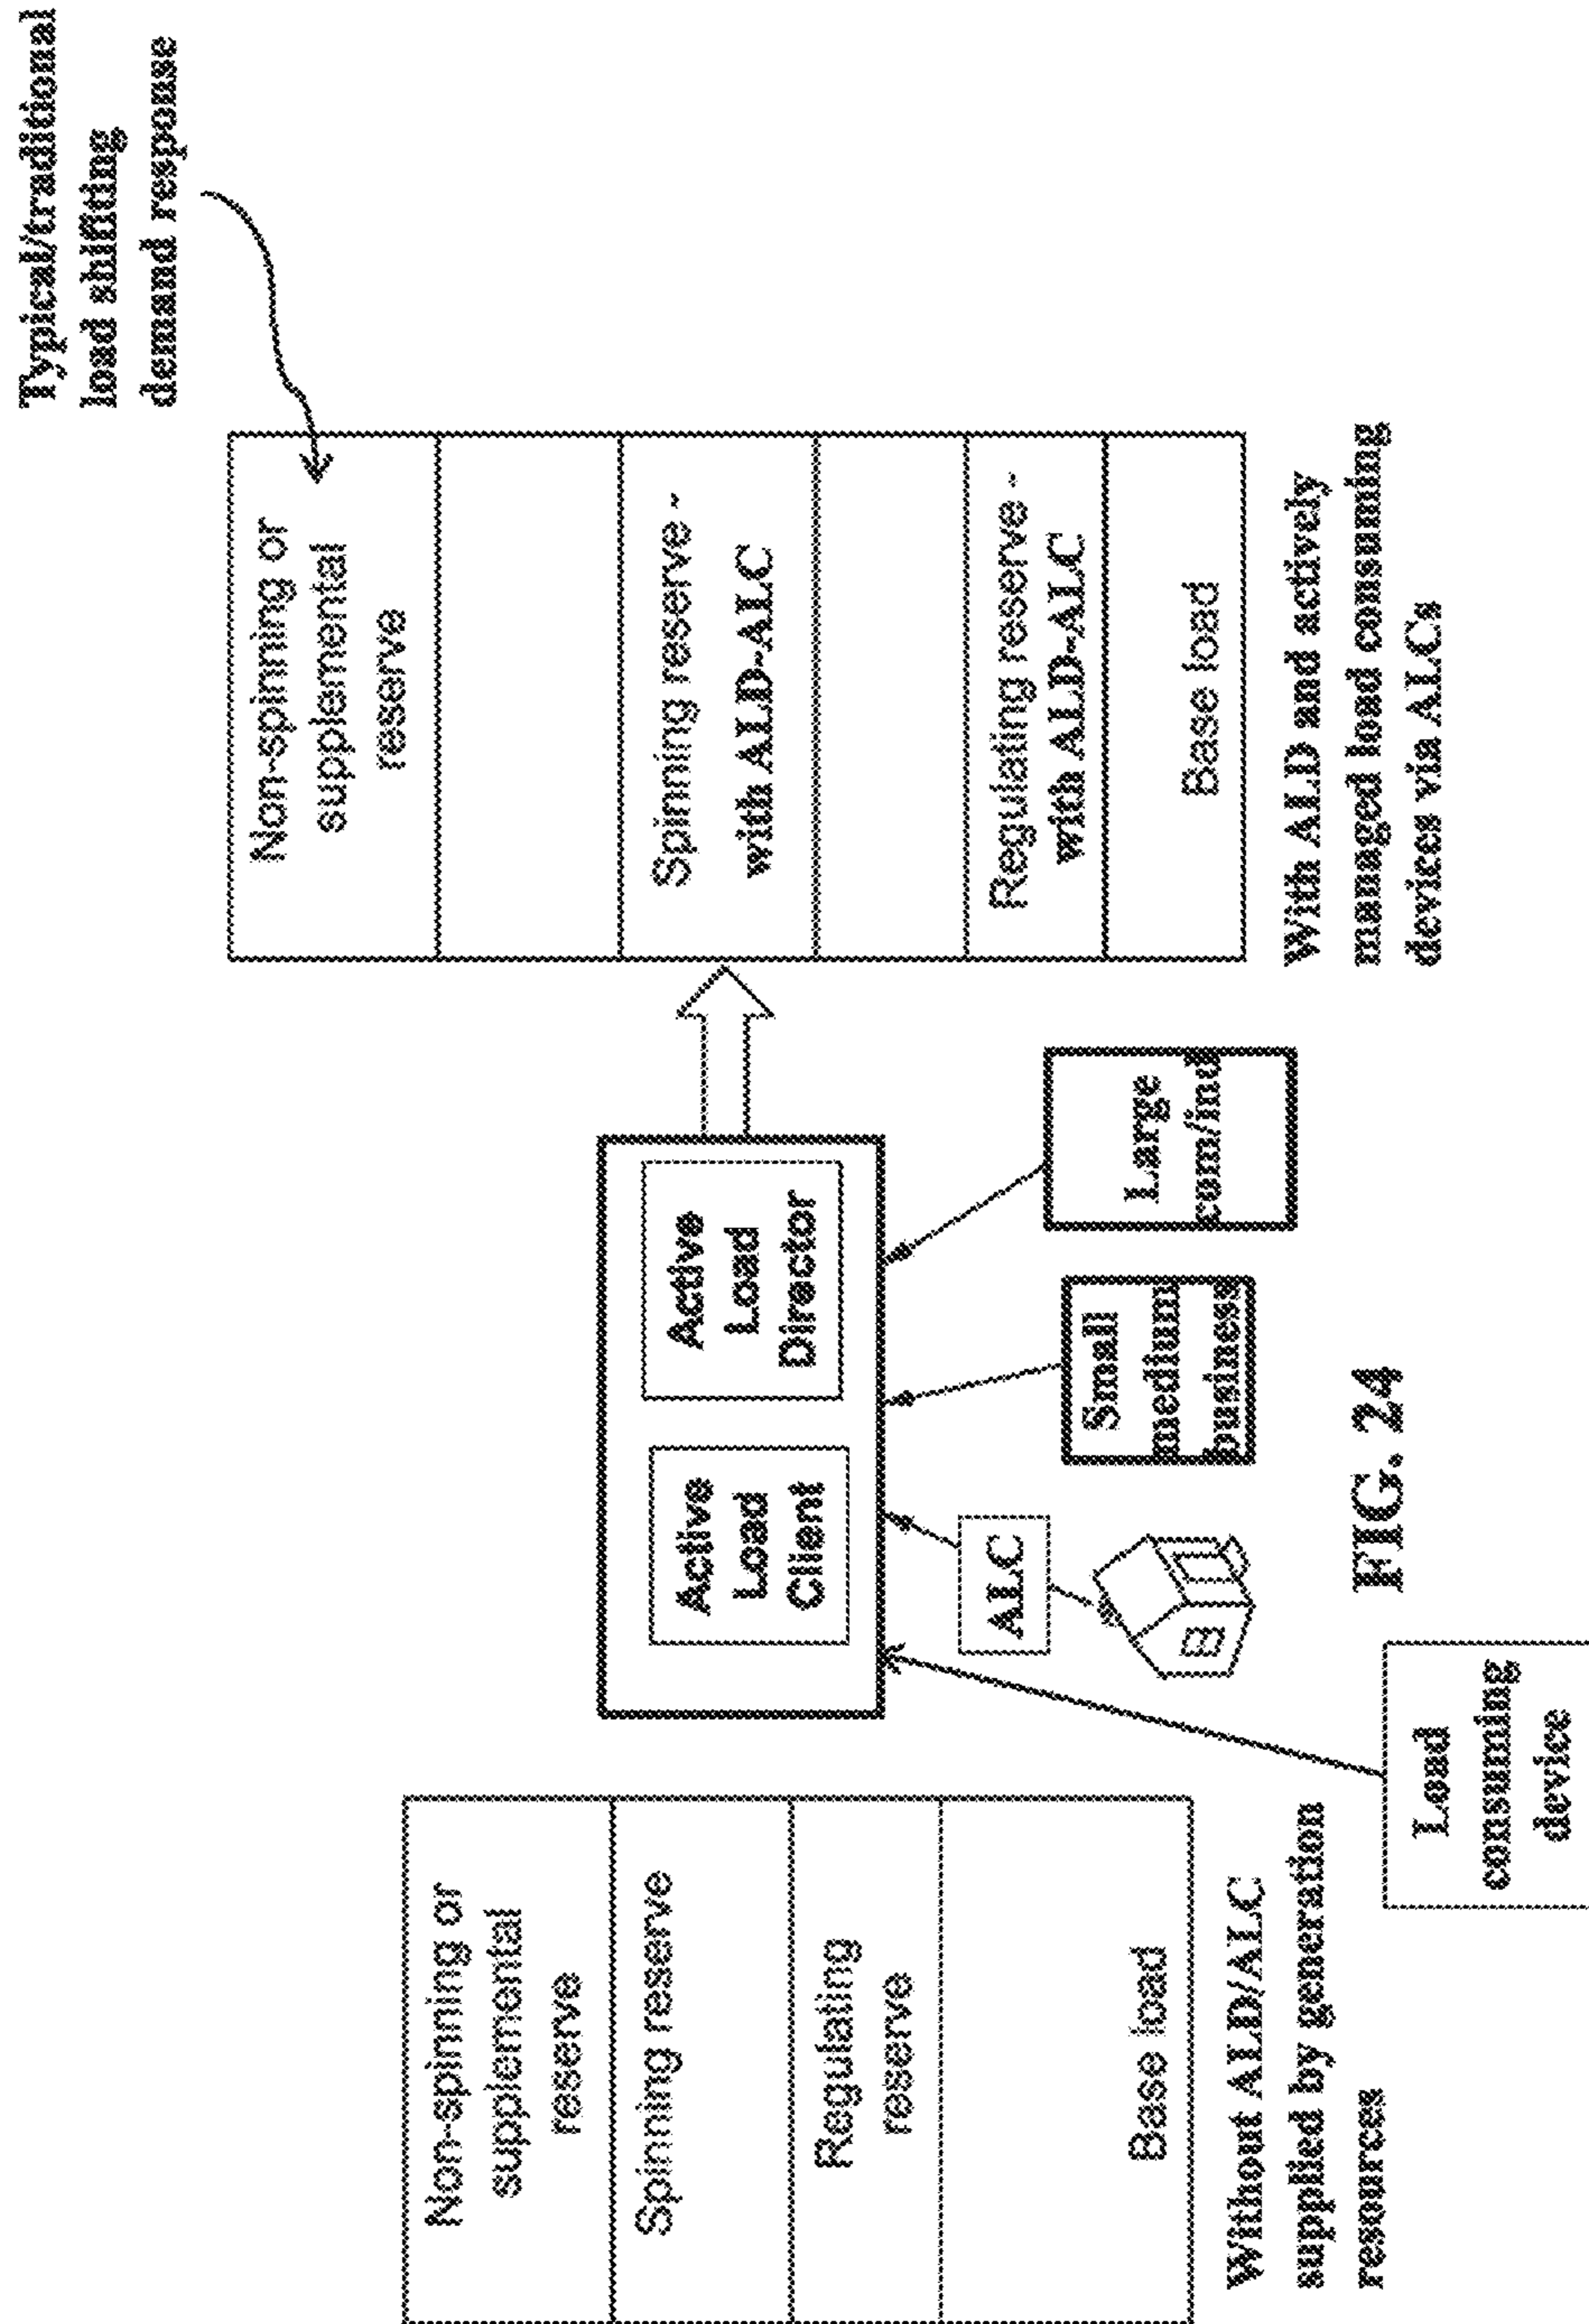 Typical/traditional
load shifting
demand response
Non-spinning or
supplemental
reserve
Spinning reserve
Regulating
reserve
Base load
Without ALD/ALC
supplied by generation
resources
Active
Load
Client
Active
Load
Director
ALC
Small
medium
business
Large
com/ind
Load
consuming
device
Non-spinning or
supplemental
reserve
Spinning reserve -
with ALD-ALC
Regulating reserve -
with ALD-ALC
Base load
With ALD and actively
managed load consuming
devices via ALCs
FIG. 24